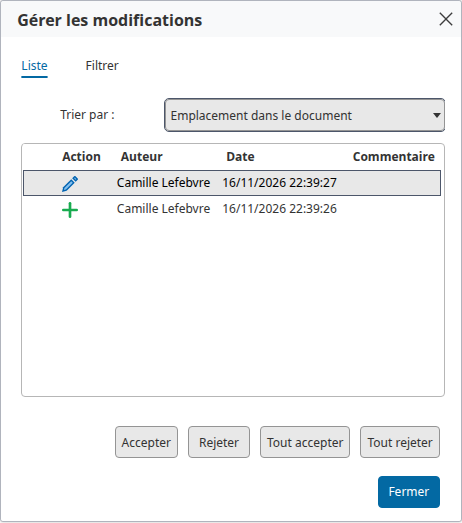 Gérer les modifications
Liste Filtrer
Trier par : Emplacement dans le document
Action Auteur Date Commentaire
Camille Lefebvre 16/11/2026 22:39:27
Camille Lefebvre 16/11/2026 22:39:26
Accepter Rejeter Tout accepter Tout rejeter
Fermer